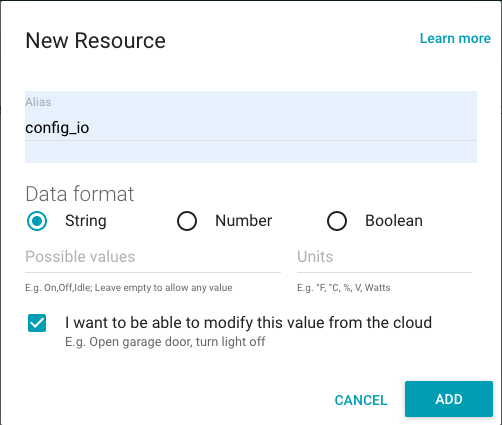 New Resource
Learn more
Alias
config_io
Data format
String
Number
Boolean
Possible values
Units
E.g. On,Off,Idle; Leave empty to allow any value
E.g. °F, °C, %, V, Watts
I want to be able to modify this value from the cloud
E.g. Open garage door, turn light off
CANCEL
ADD